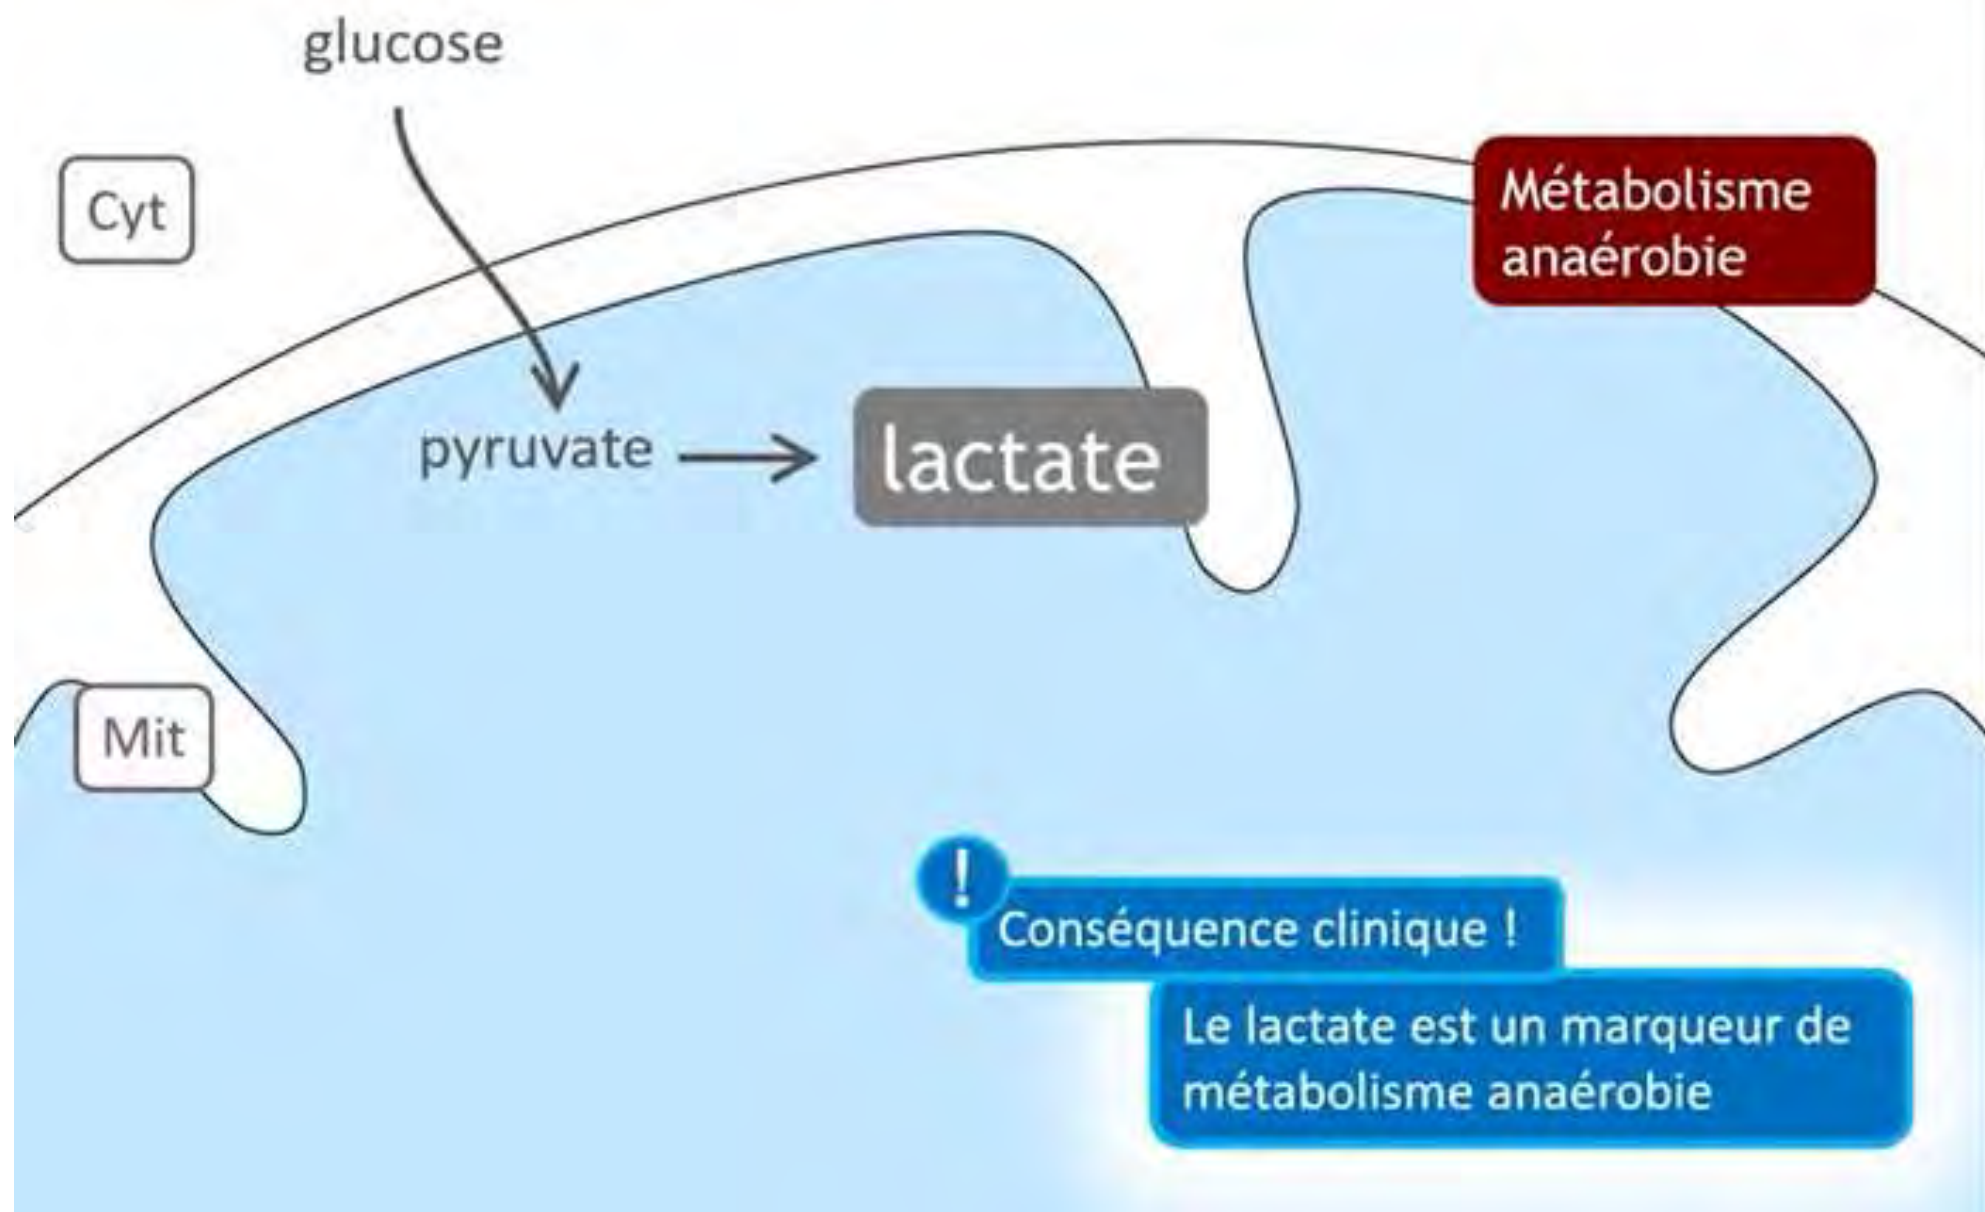 glucose
Cyt
Métabolisme
anaérobie
pyruvate
lactate
Mit
!
Conséquence clinique !
Le lactate est un marqueur de
métabolisme anaérobie